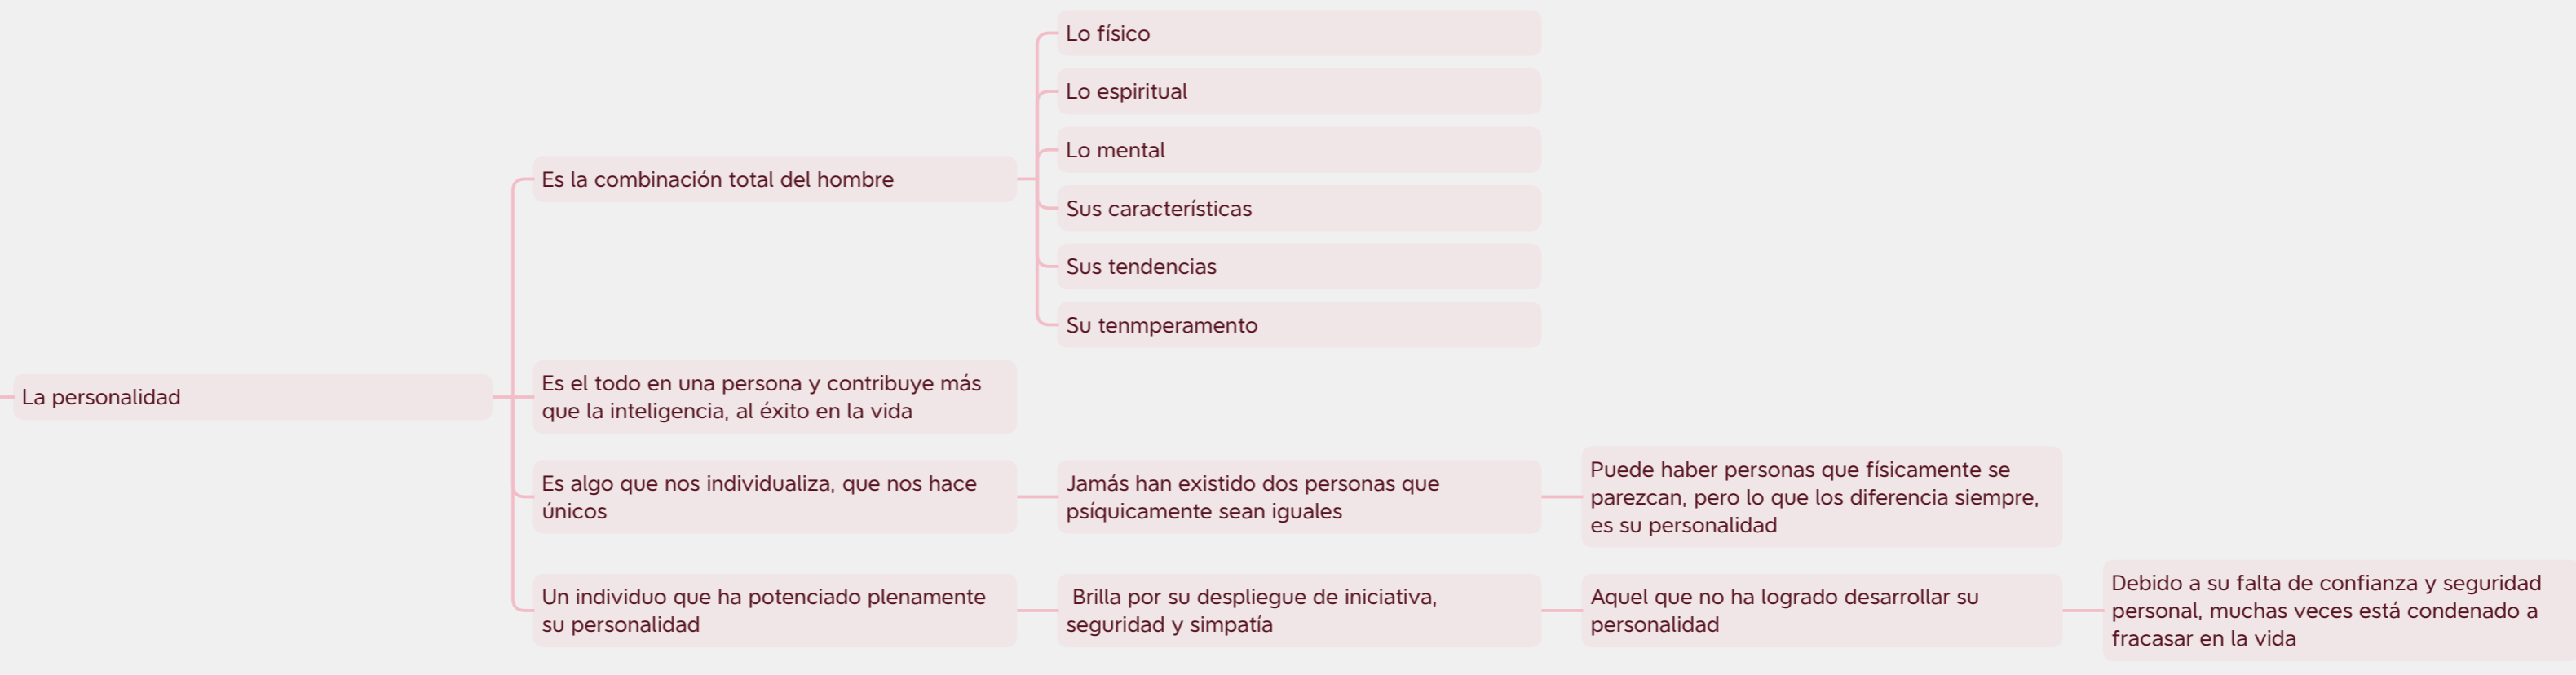 La personalidad
Es la combinación total del hombre
Lo físico
Lo espiritual
Lo mental
Sus características
Sus tendencias
Su tenmperamento
Es el todo en una persona y contribuye más
que la inteligencia, al éxito en la vida
Es algo que nos individualiza, que nos hace
únicos
Jamás han existido dos personas que
psíquicamente sean iguales
Puede haber personas que físicamente se
parezcan, pero lo que los diferencia siempre,
es su personalidad
Un individuo que ha potenciado plenamente
su personalidad
Brilla por su despliegue de iniciativa,
seguridad y simpatía
Aquel que no ha logrado desarrollar su
personalidad
Debido a su falta de confianza y seguridad
personal, muchas veces está condenado a
fracasar en la vida